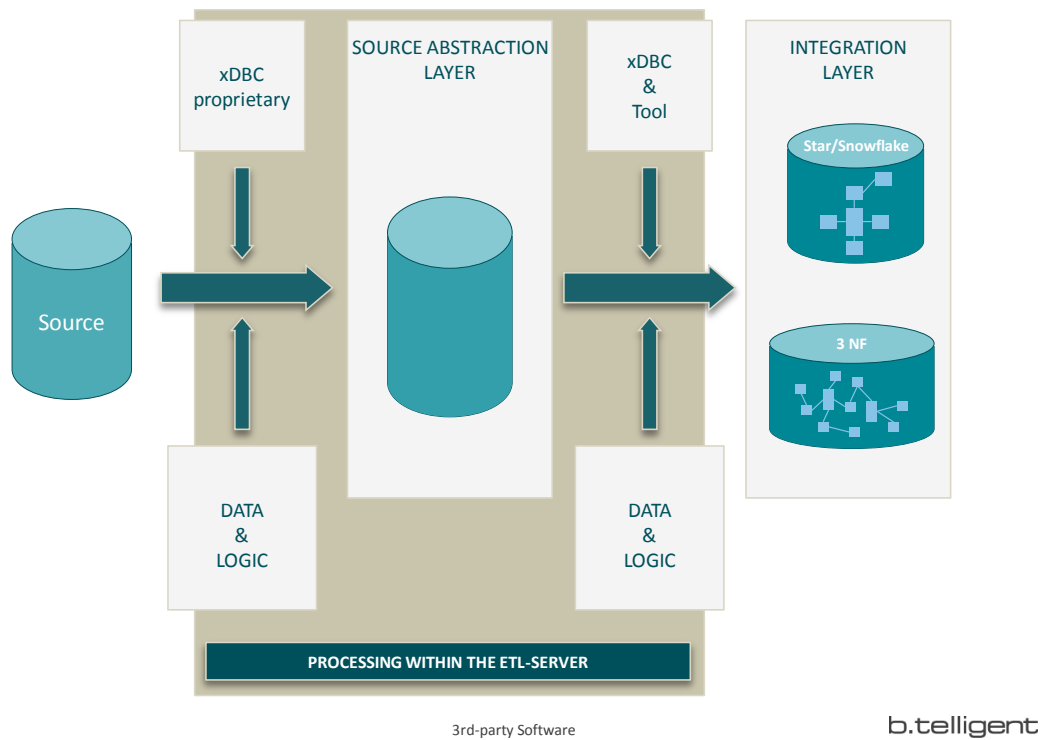 xDBC
proprietary
SOURCE ABSTRACTION
LAYER
xDBC
&
Tool
INTEGRATION
LAYER
Star/Snowflake
Source
3 NF
DATA
&
LOGIC
DATA
&
LOGIC
PROCESSING WITHIN THE ETL-SERVER
3rd-party Software
b.telligent